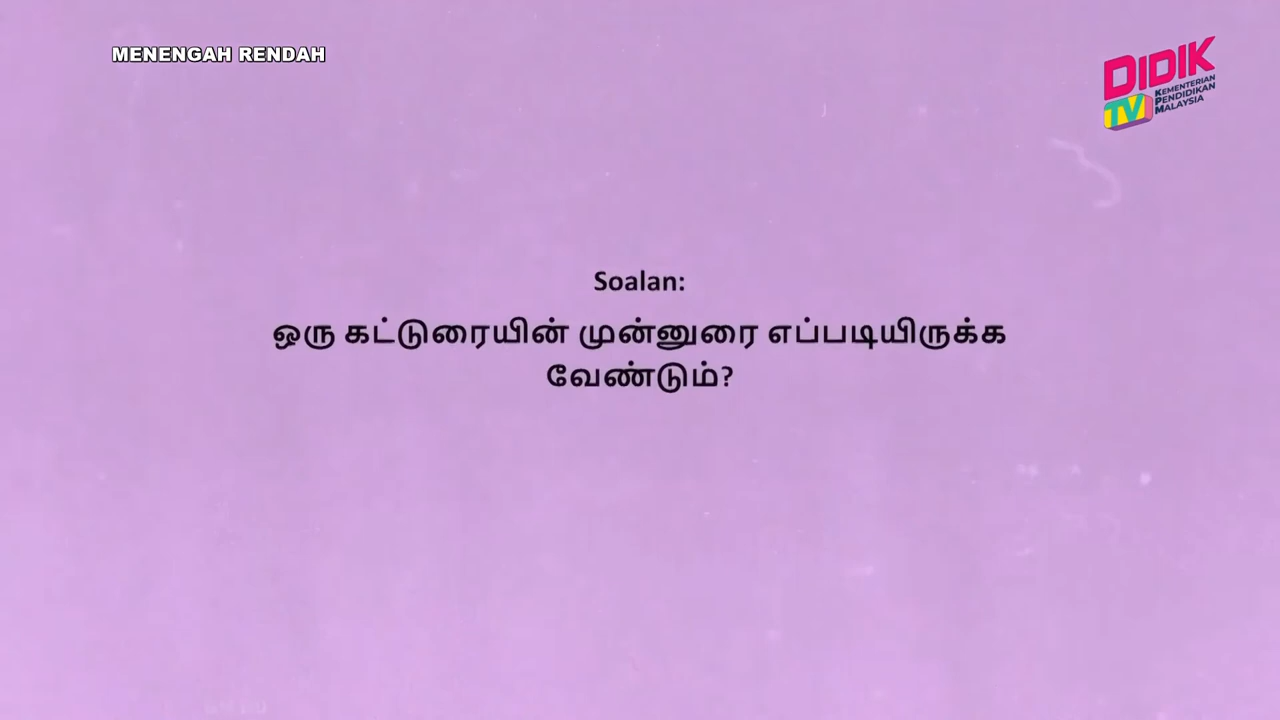 MENENGAH RENDAH
DIDIK
TV
KEMENTERIAN
PENDIDIKAN
MALAYSIA
Soalan:
ஒரு கட்டுரையின் முன்னுரை எப்படியிருக்க
வேண்டும்?